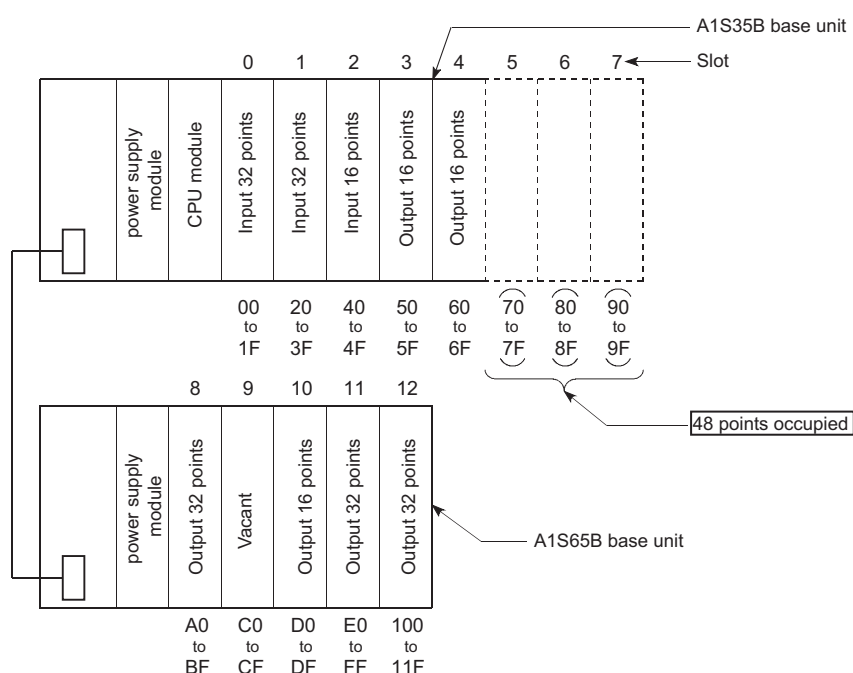 A1S35B base unit
0 1 2 3 4 5 6 7 Slot
power supply module
CPU module
Input 32 points
Input 32 points
Input 16 points
Output 16 points
Output 16 points
00 to 1F
20 to 3F
40 to 4F
50 to 5F
60 to 6F
(70 to 7F)
(80 to 8F)
(90 to 9F)
48 points occupied
8 9 10 11 12
power supply module
Output 32 points
Vacant
Output 16 points
Output 32 points
Output 32 points
A1S65B base unit
A0 to BF
C0 to CF
D0 to DF
E0 to FF
100 to 11F